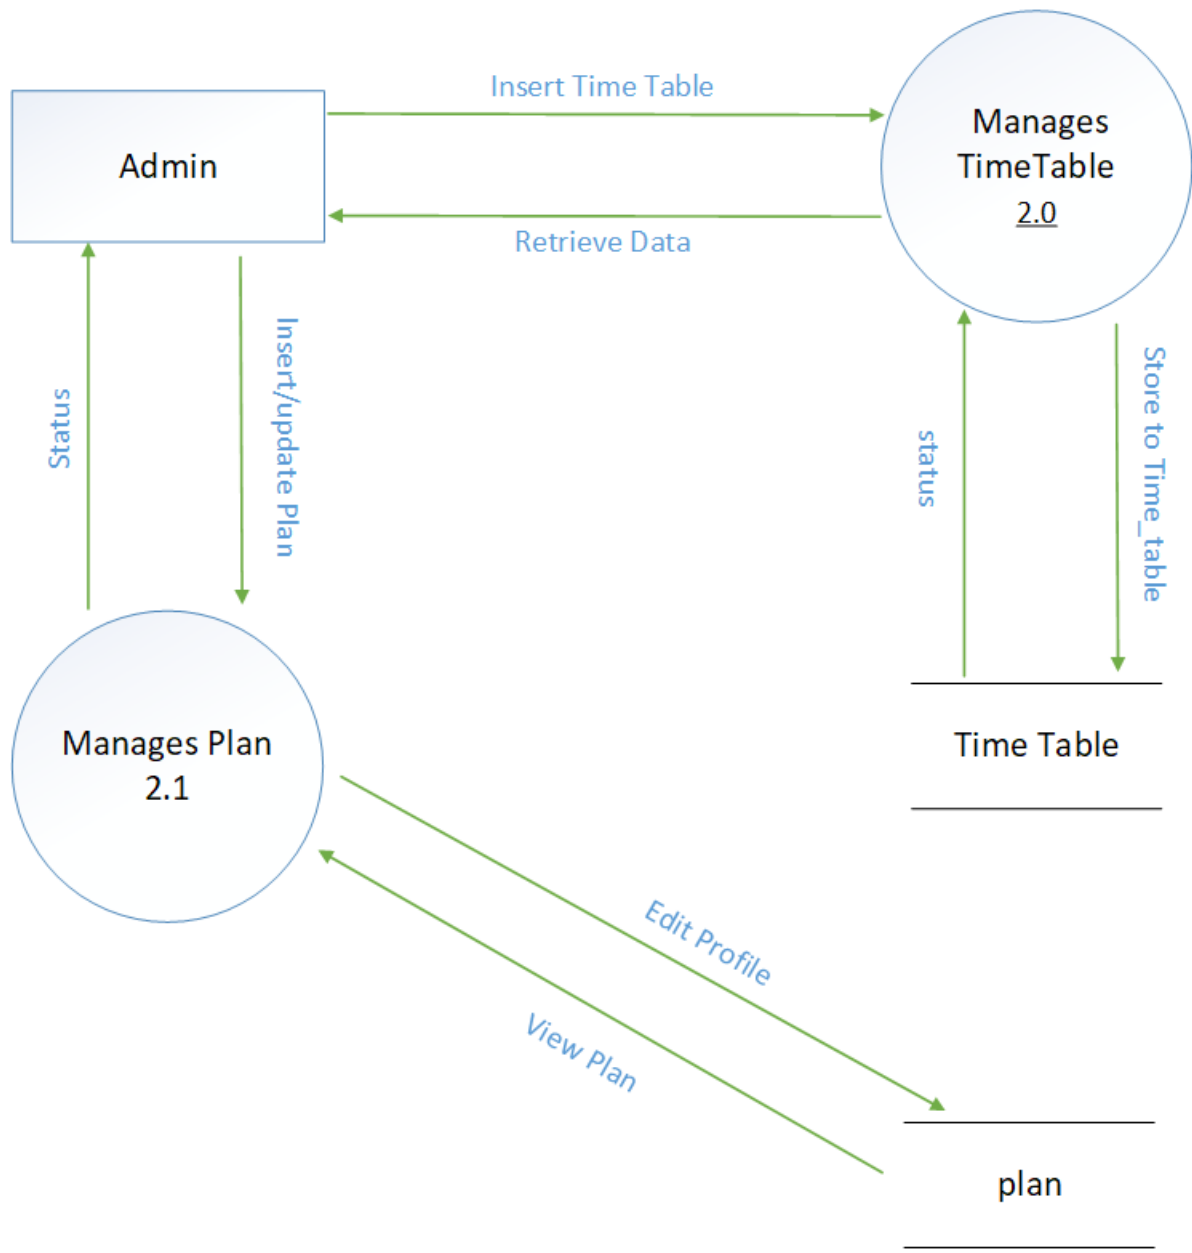 Insert Time Table
Manages
TimeTable
2.0
Admin
Retrieve Data
Status
Insert/update Plan
status
Store to Time_table
Manages Plan
2.1
Time Table
Edit Profile
View Plan
plan